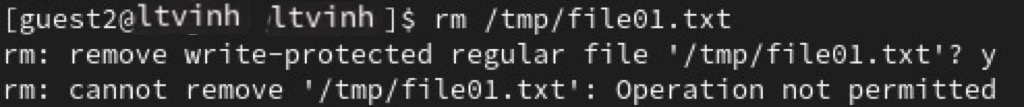 [guest2@ltvinh ltvinh]$ rm /tmp/file01.txt
rm: remove write-protected regular file '/tmp/file01.txt'? y
rm: cannot remove '/tmp/file01.txt': Operation not permitted